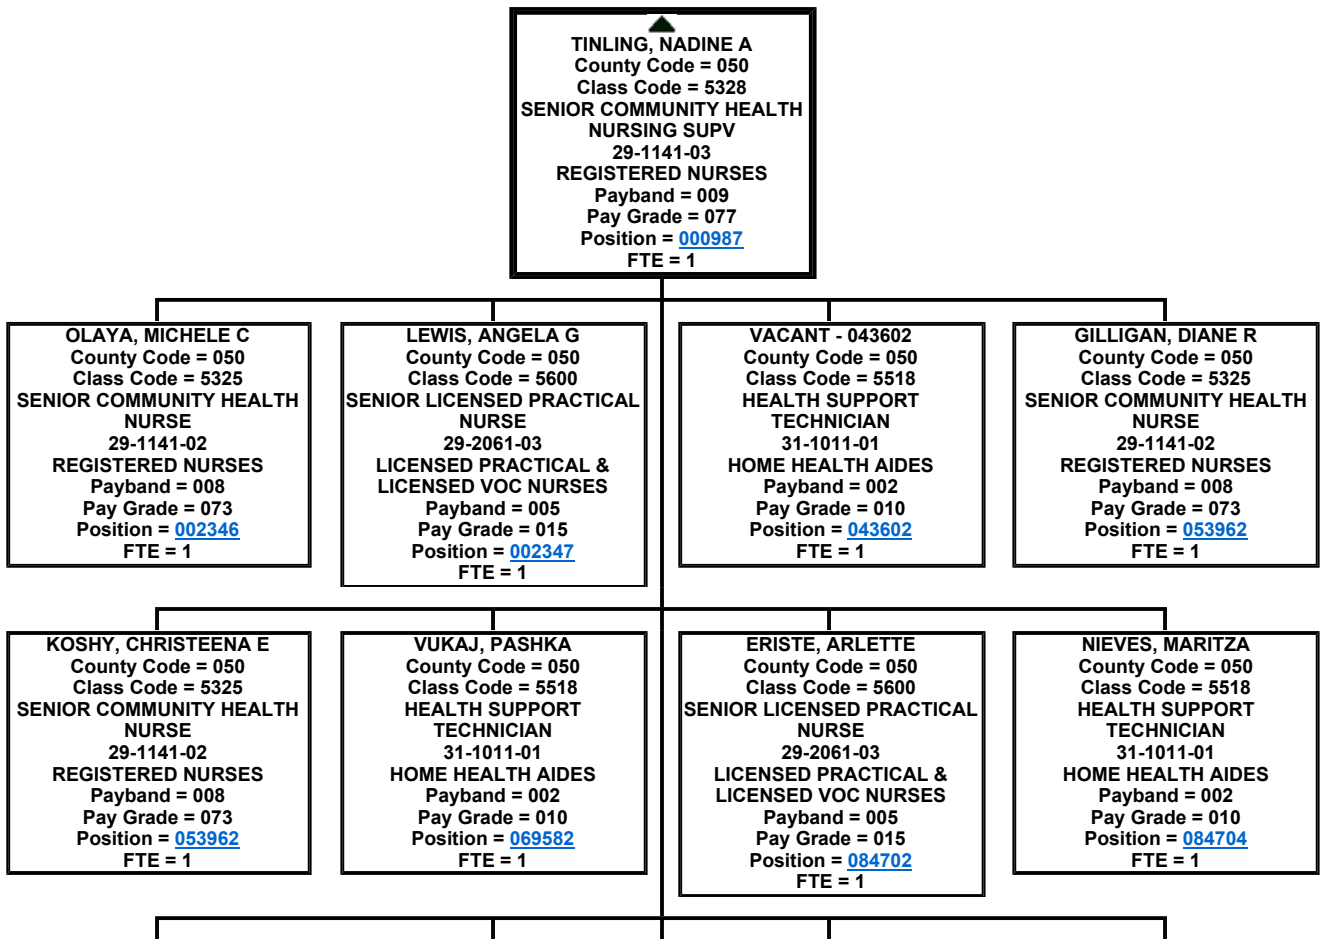 TINLING, NADINE A
County Code = 050
Class Code = 5328
SENIOR COMMUNITY HEALTH
NURSING SUPV
29-1141-03
REGISTERED NURSES
Payband = 009
Pay Grade = 077
Position = 000987
FTE = 1
OLAYA, MICHELE C
County Code = 050
Class Code = 5325
SENIOR COMMUNITY HEALTH
NURSE
29-1141-02
REGISTERED NURSES
Payband = 008
Pay Grade = 073
Position = 002346
FTE = 1
LEWIS, ANGELA G
County Code = 050
Class Code = 5600
SENIOR LICENSED PRACTICAL
NURSE
29-2061-03
LICENSED PRACTICAL &
LICENSED VOC NURSES
Payband = 005
Pay Grade = 015
Position = 002347
FTE = 1
VACANT - 043602
County Code = 050
Class Code = 5518
HEALTH SUPPORT
TECHNICIAN
31-1011-01
HOME HEALTH AIDES
Payband = 002
Pay Grade = 010
Position = 043602
FTE = 1
GILLIGAN, DIANE R
County Code = 050
Class Code = 5325
SENIOR COMMUNITY HEALTH
NURSE
29-1141-02
REGISTERED NURSES
Payband = 008
Pay Grade = 073
Position = 053962
FTE = 1
KOSHY, CHRISTEENA E
County Code = 050
Class Code = 5325
SENIOR COMMUNITY HEALTH
NURSE
29-1141-02
REGISTERED NURSES
Payband = 008
Pay Grade = 073
Position = 053962
FTE = 1
VUKAJ, PASHKA
County Code = 050
Class Code = 5518
HEALTH SUPPORT
TECHNICIAN
31-1011-01
HOME HEALTH AIDES
Payband = 002
Pay Grade = 010
Position = 069582
FTE = 1
ERISTE, ARLETTE
County Code = 050
Class Code = 5600
SENIOR LICENSED PRACTICAL
NURSE
29-2061-03
LICENSED PRACTICAL &
LICENSED VOC NURSES
Payband = 005
Pay Grade = 015
Position = 084702
FTE = 1
NIEVES, MARITZA
County Code = 050
Class Code = 5518
HEALTH SUPPORT
TECHNICIAN
31-1011-01
HOME HEALTH AIDES
Payband = 002
Pay Grade = 010
Position = 084704
FTE = 1